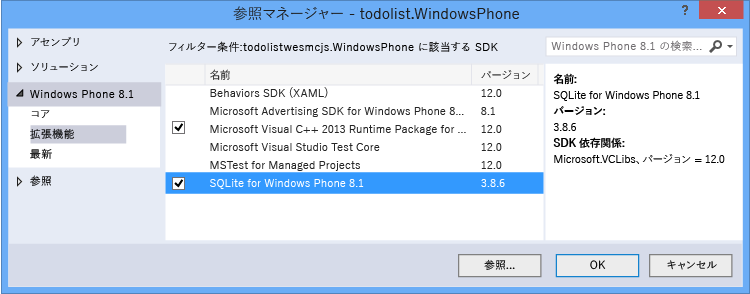 参照マネージャー - todolist.WindowsPhone
? ×
アセンブリ
ソリューション
Windows Phone 8.1
コア
拡張機能
最新
参照
フィルター条件:todolistwesmcjs.WindowsPhone に該当する SDK
名前 バージョン
Behaviors SDK (XAML) 12.0
Microsoft Advertising SDK for Windows Phone 8... 8.1
Microsoft Visual C++ 2013 Runtime Package for ... 12.0
Microsoft Visual Studio Test Core 12.0
MSTest for Managed Projects 12.0
SQLite for Windows Phone 8.1 3.8.6
Windows Phone 8.1 の検索...
名前:
SQLite for Windows Phone 8.1
バージョン:
3.8.6
SDK 依存関係:
Microsoft.VCLibs、バージョン = 12.0
参照... OK キャンセル